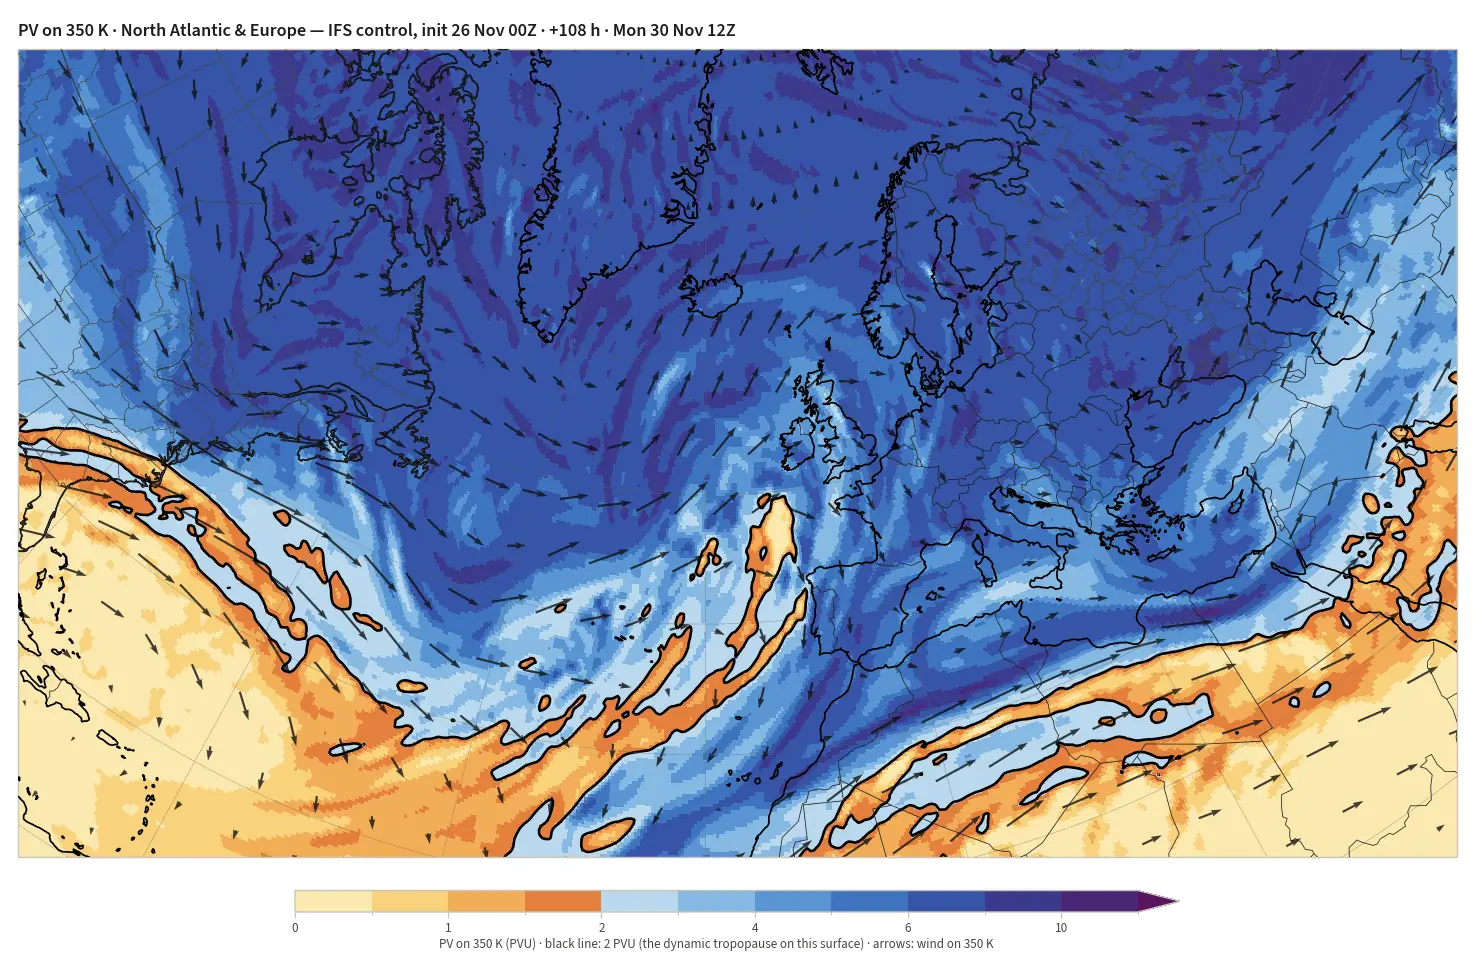 PV on 350 K · North Atlantic & Europe — IFS control, init 26 Nov 00Z · +108 h · Mon 30 Nov 12Z
0 1 2 4 6 10
PV on 350 K (PVU) · black line: 2 PVU (the dynamic tropopause on this surface) · arrows: wind on 350 K